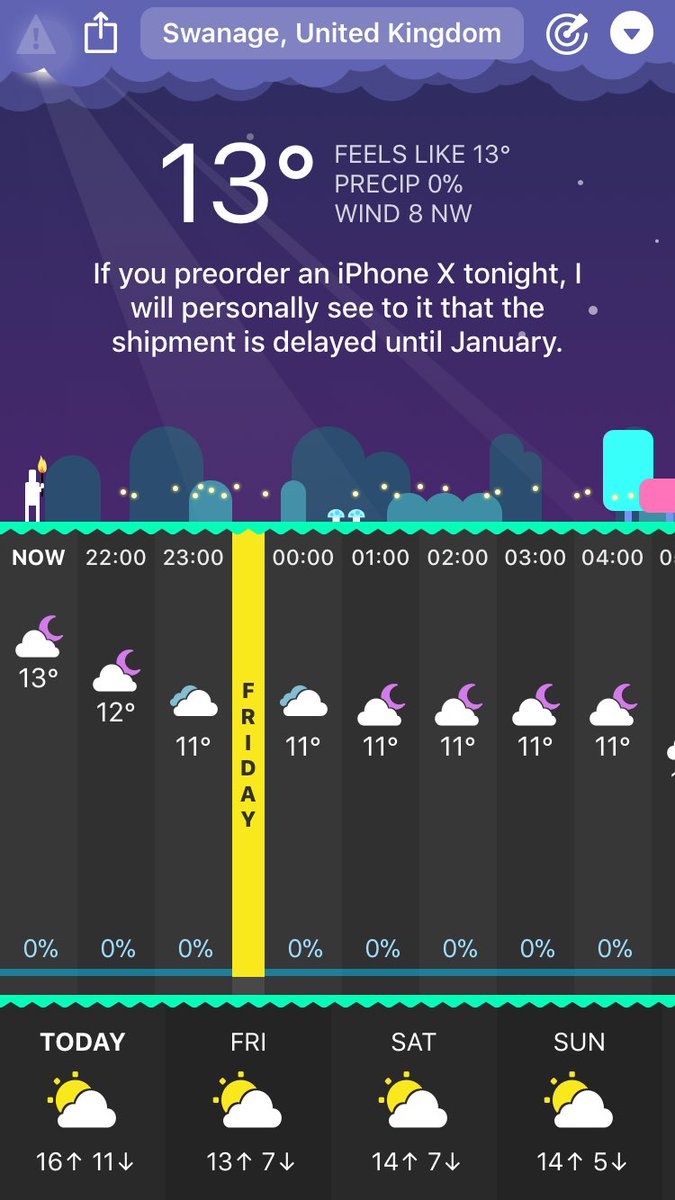 Swanage, United Kingdom
13°
FEELS LIKE 13°
PRECIP 0%
WIND 8 NW
If you preorder an iPhone X tonight, I
will personally see to it that the
shipment is delayed until January.
NOW 22:00 23:00 00:00 01:00 02:00 03:00 04:00
13° 12° 11° 11° 11° 11° 11° 11°
FRIDAY
0% 0% 0% 0% 0% 0% 0% 0%
TODAY FRI SAT SUN
16↑ 11↓ 13↑ 7↓ 14↑ 7↓ 14↑ 5↓